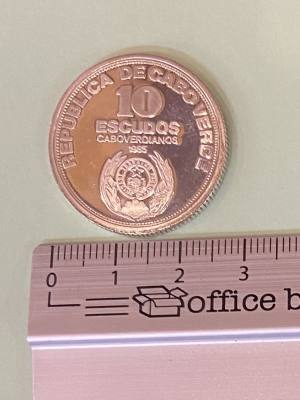 REPUBLICA DE CABO VERDE
10
ESCUDOS
CABOVERDIANOS
1985
0 1 2 3
office b